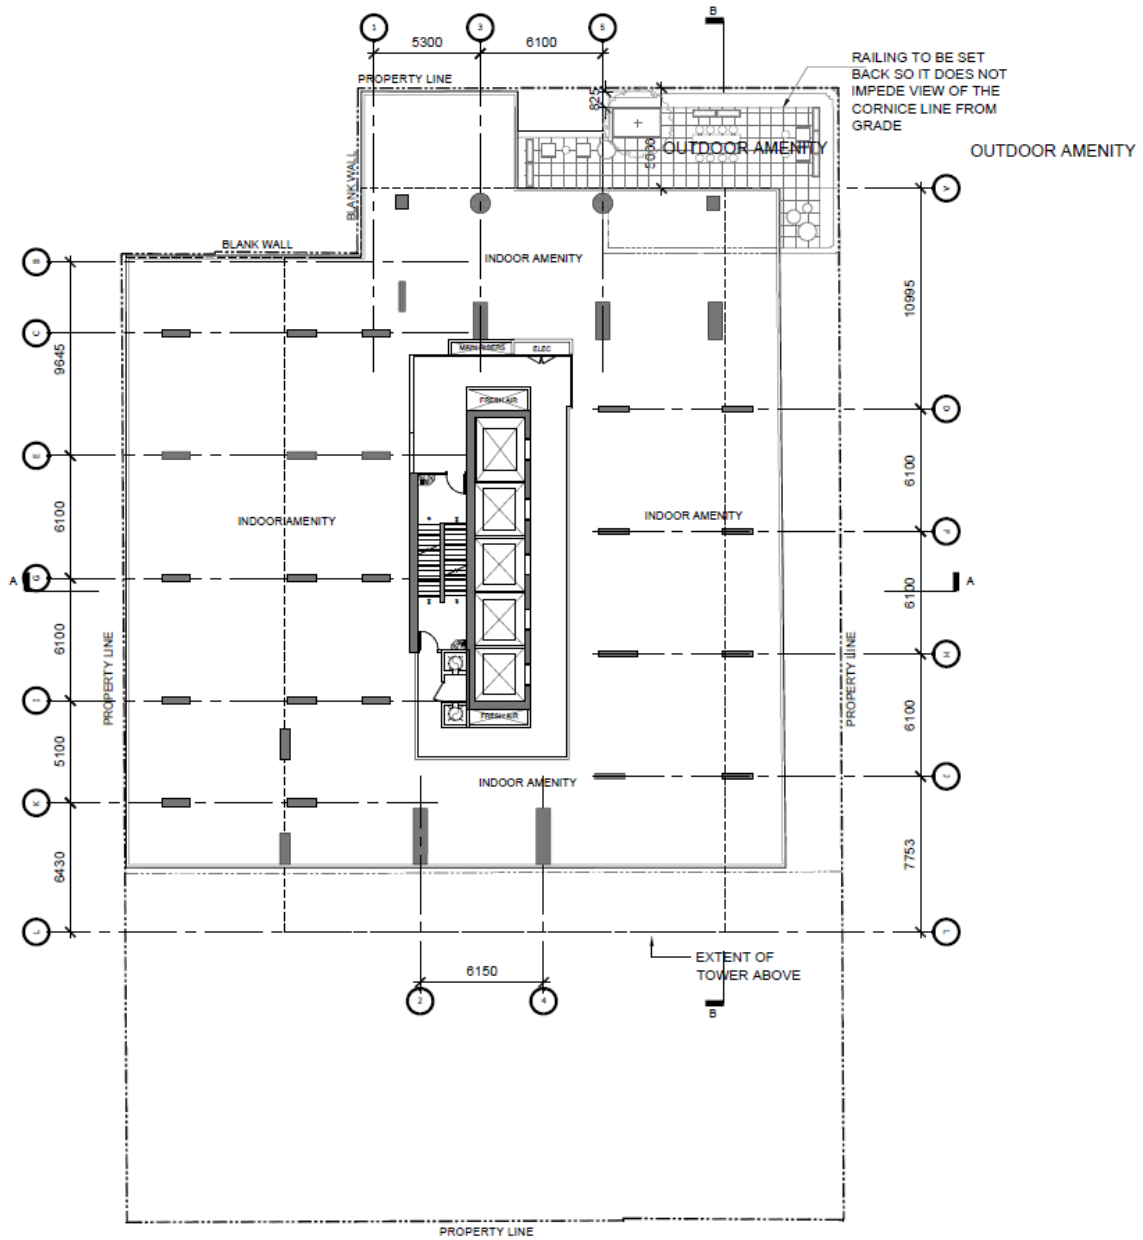 1
3
5
B
5300
6100
RAILING TO BE SET
BACK SO IT DOES NOT
IMPEDE VIEW OF THE
CORNICE LINE FROM
GRADE
PROPERTY LINE
825
5000
OUTDOOR AMENITY
OUTDOOR AMENITY
BLANK WALL
A
BLANK WALL
B
INDOOR AMENITY
10995
C
9645
MAIN RISERS
ELEC
FRESH AIR
D
E
6100
6100
INDOOR AMENITY
INDOOR AMENITY
F
A
G
A
6100
6100
PROPERTY LINE
PROPERTY LINE
H
I
FRESH AIR
6100
5100
INDOOR AMENITY
J
K
6430
7753
L
L
EXTENT OF
TOWER ABOVE
6150
2
4
B
PROPERTY LINE